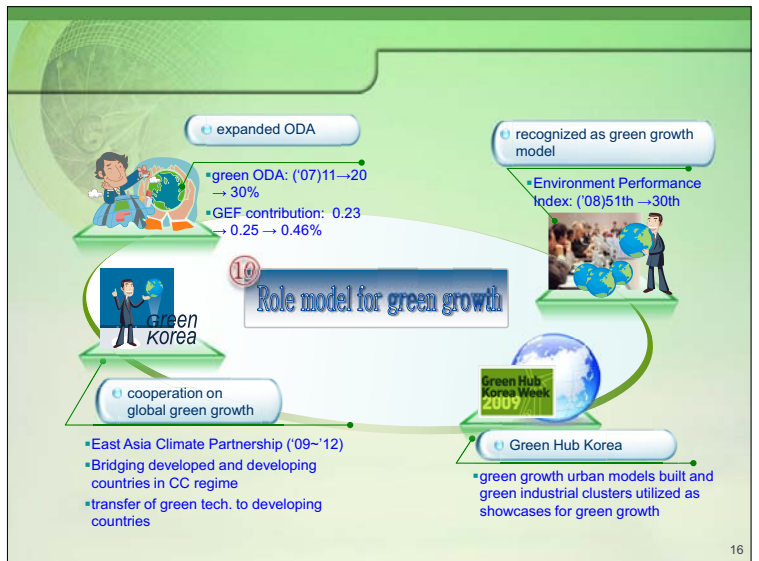 expanded ODA
▪green ODA: (‘07)11→20
→ 30%
▪GEF contribution: 0.23
→ 0.25 → 0.46%
recognized as green growth
model
▪Environment Performance
Index: (’08)51th →30th
10
Role model for green growth
Green
Korea
cooperation on
global green growth
▪East Asia Climate Partnership (‘09~’12)
▪Bridging developed and developing
countries in CC regime
▪transfer of green tech. to developing
countries
Green Hub
Korea Week
2009
Green Hub Korea
▪green growth urban models built and
green industrial clusters utilized as
showcases for green growth
16